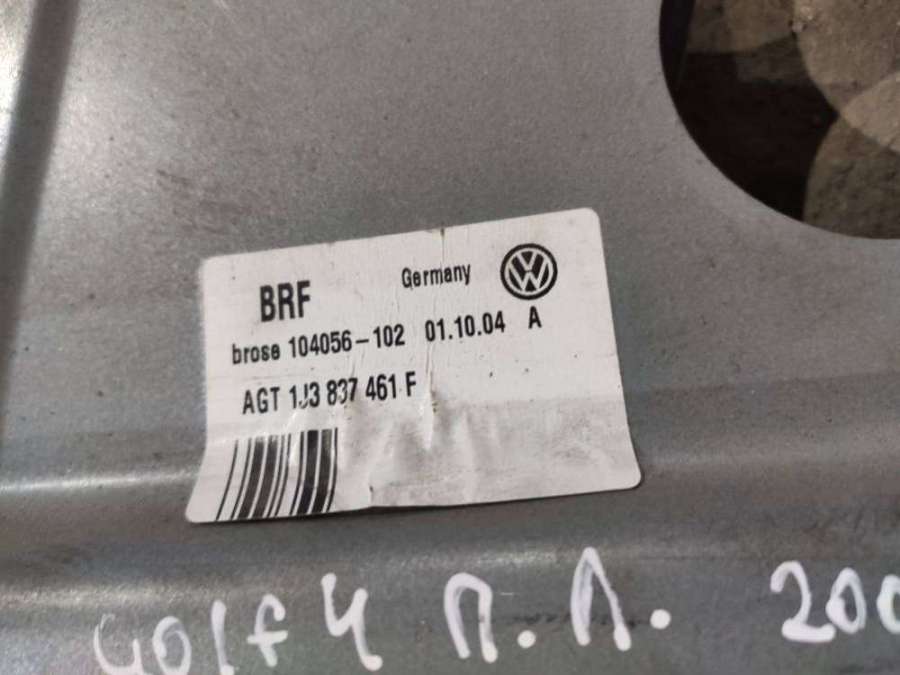 BRF Germany
brose 104056-102 01.10.04 A
AGT 1J3 837 461 F
Golf 4 П.Л. 200